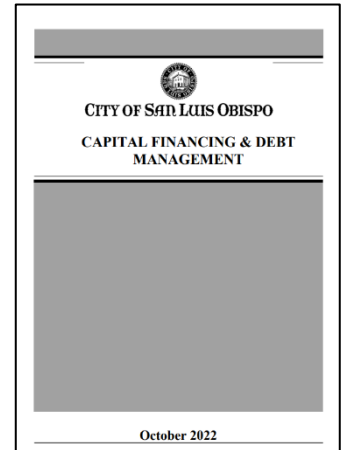 CITY OF SAN LUIS OBISPO
CAPITAL FINANCING & DEBT
MANAGEMENT
October 2022